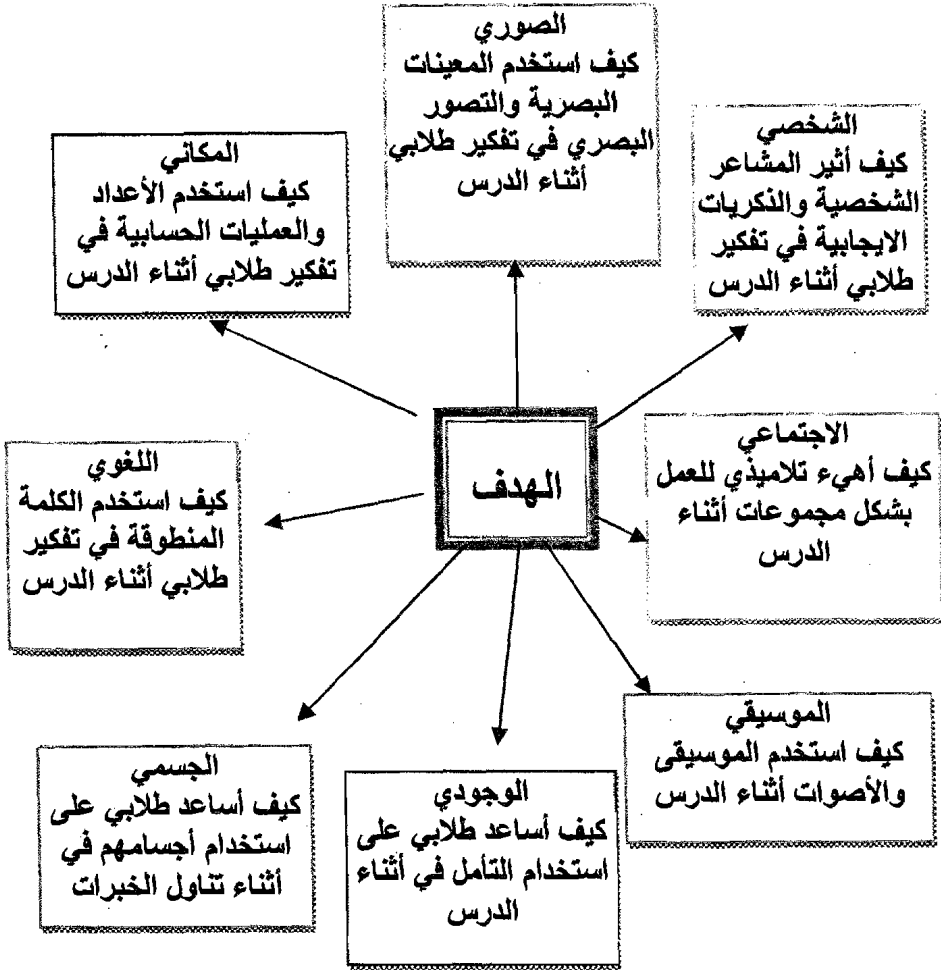 الصوري
كيف استخدم المعينات
البصرية والتصور
البصري في تفكير طلابي
أثناء الدرس
الشخصي
كيف أثير المشاعر
الشخصية والذكريات
الايجابية في تفكير
طلابي أثناء الدرس
المكاني
كيف استخدم الأعداد
والعمليات الحسابية في
تفكير طلابي أثناء الدرس
الهدف
الاجتماعي
كيف أهيء تلاميذي للعمل
بشكل مجموعات أثناء
الدرس
اللغوي
كيف استخدم الكلمة
المنطوقة في تفكير
طلابي أثناء الدرس
الموسيقي
كيف استخدم الموسيقى
والأصوات أثناء الدرس
الوجودي
كيف أساعد طلابي على
استخدام التأمل في أثناء
الدرس
الجسمي
كيف أساعد طلابي على
استخدام أجسامهم في
أثناء تناول الخبرات